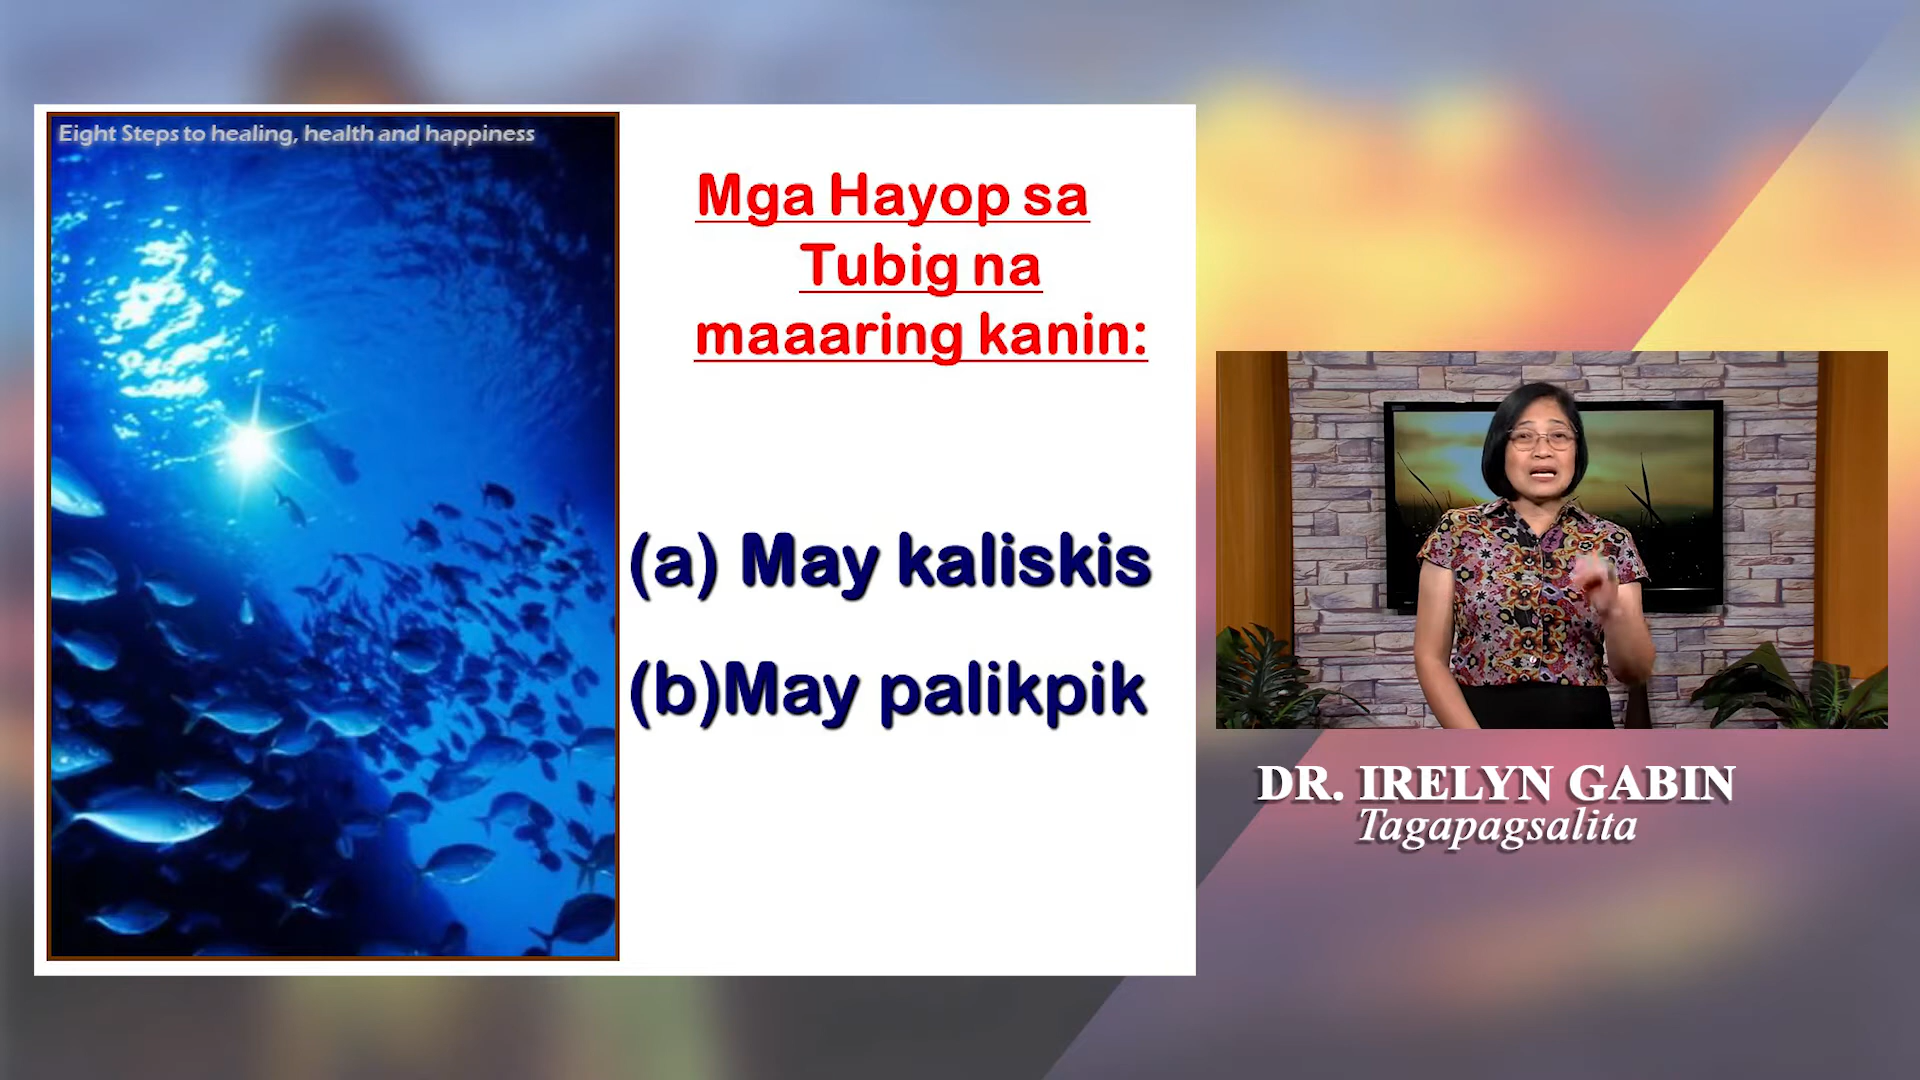 Eight Steps to healing, health and happiness
Mga Hayop sa
Tubig na
maaaring kanin:
(a) May kaliskis
(b)May palikpik
DR. IRELYN GABIN
Tagapagsalita